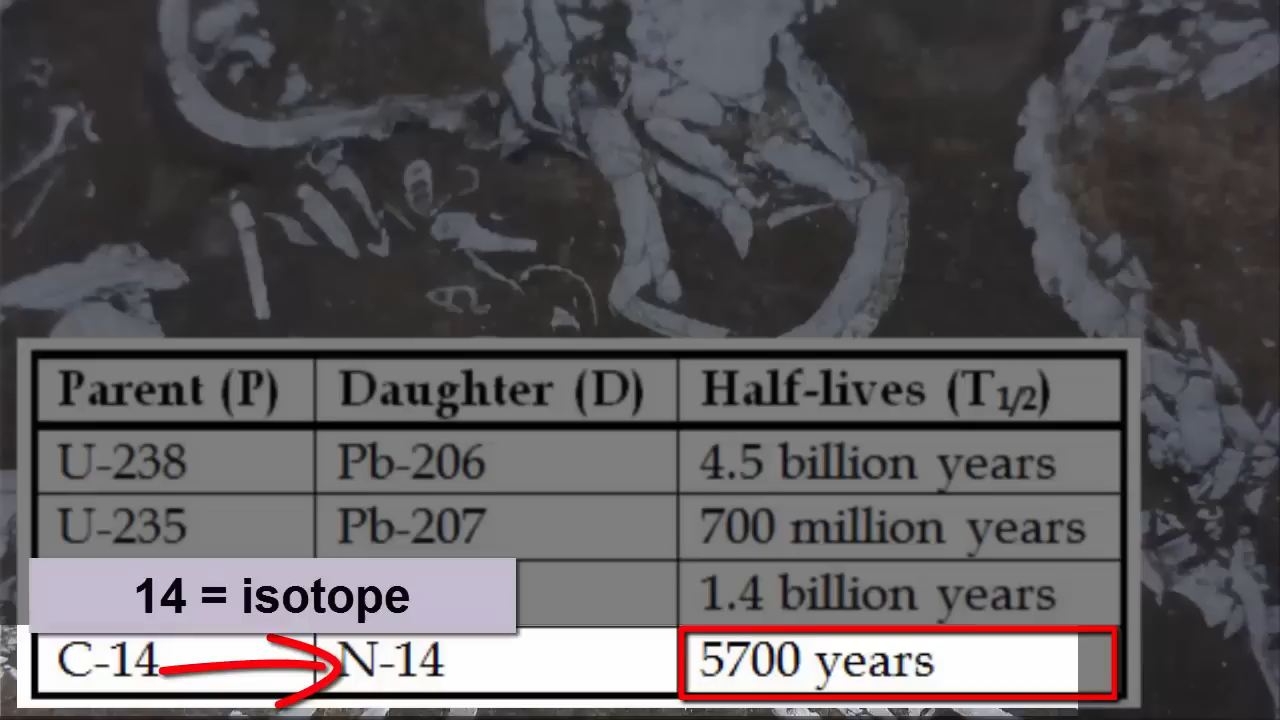 Parent (P) Daughter (D) Half-lives (T1/2)
U-238 Pb-206 4.5 billion years
U-235 Pb-207 700 million years
14 = isotope 1.4 billion years
C-14 N-14 5700 years